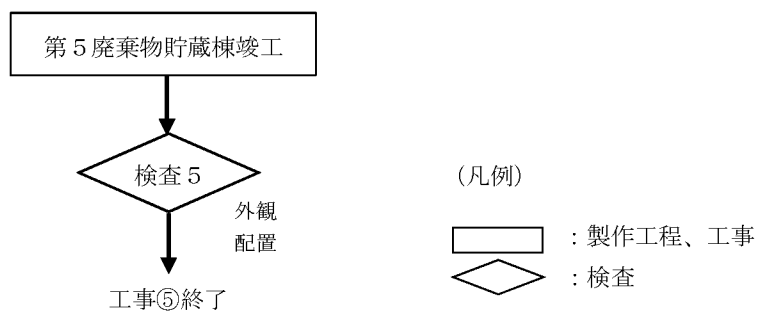 第５廃棄物貯蔵棟竣工
検査５
外観
配置
工事⑤終了
(凡例)
：製作工程、工事
：検査